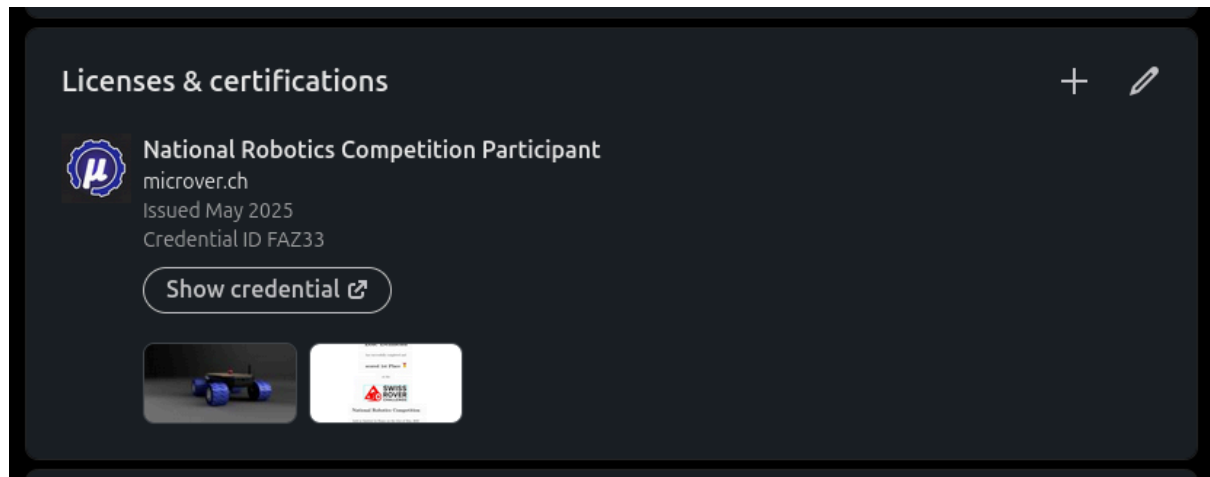 Licenses & certifications
National Robotics Competition Participant
microver.ch
Issued May 2025
Credential ID FAZ33
Show credential
μ
SWISS
ROVER
National Robotics Competition